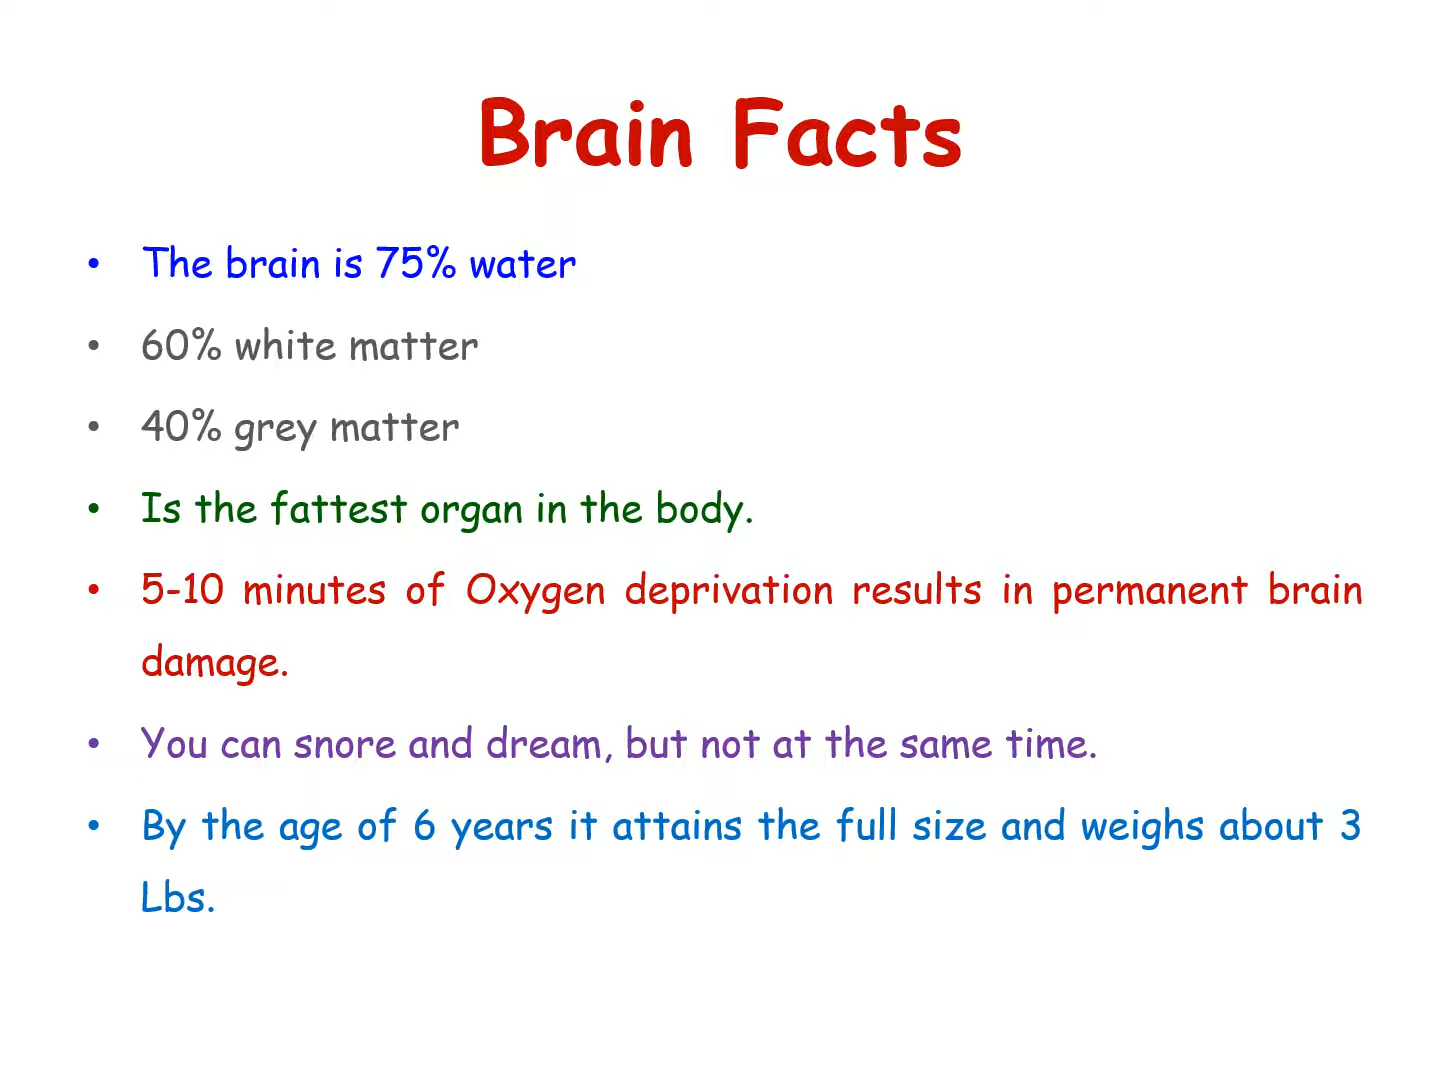 Brain Facts
• The brain is 75% water
• 60% white matter
• 40% grey matter
• Is the fattest organ in the body.
• 5-10 minutes of Oxygen deprivation results in permanent brain
damage.
• You can snore and dream, but not at the same time.
• By the age of 6 years it attains the full size and weighs about 3
Lbs.